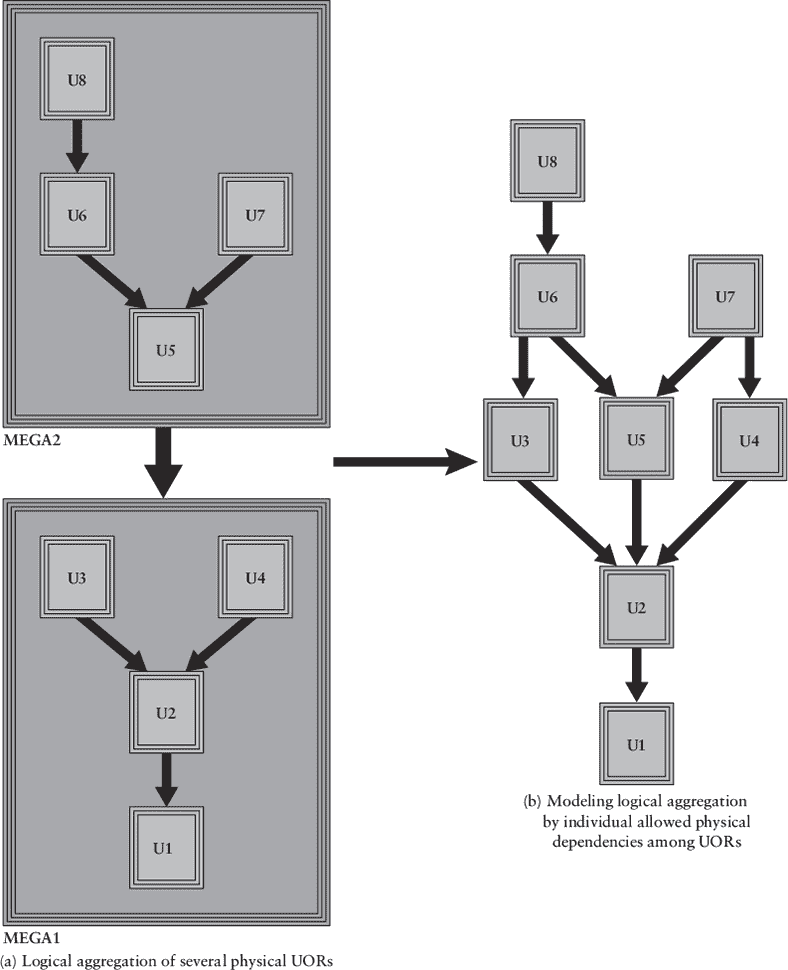 U8
U6
U7
U5
MEGA2
U3
U4
U2
U1
MEGA1
(a) Logical aggregation of several physical UORs
U8
U6
U7
U3
U5
U4
U2
U1
(b) Modeling logical aggregation
by individual allowed physical
dependencies among UORs